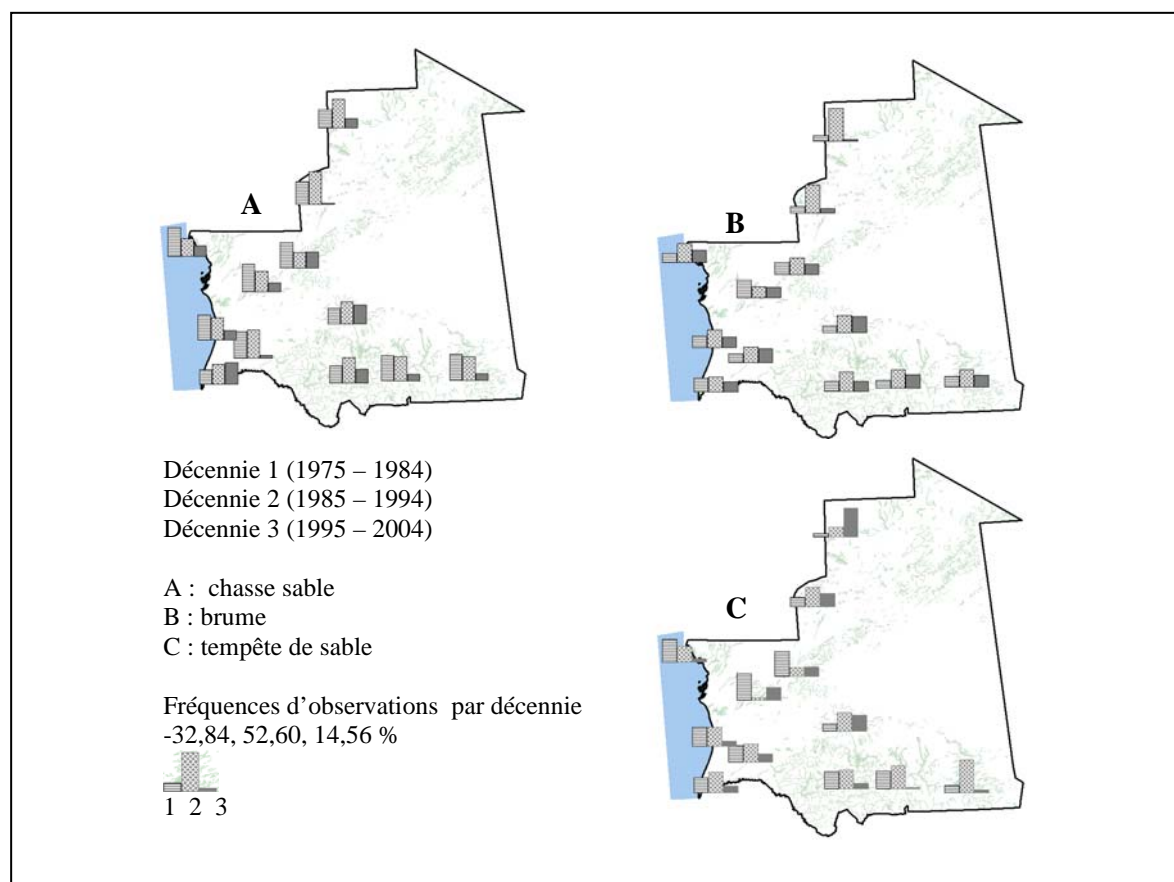 A
B
Décennie 1 (1975 – 1984)
Décennie 2 (1985 – 1994)
Décennie 3 (1995 – 2004)
A : chasse sable
B : brume
C : tempête de sable
C
Fréquences d’observations par décennie
-32,84, 52,60, 14,56 %
1 2 3